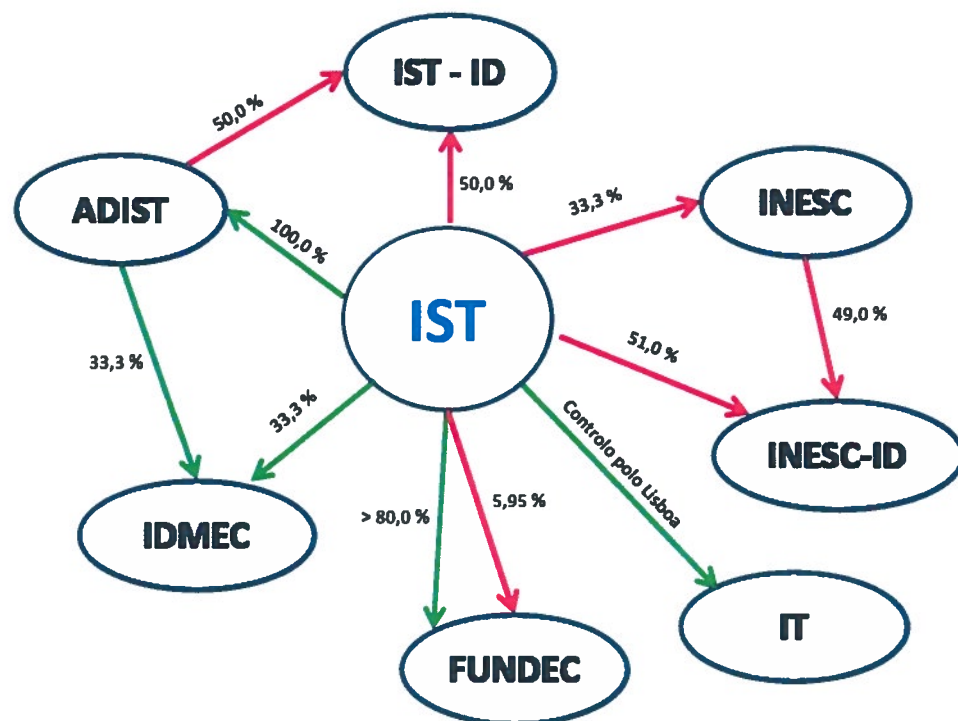 IST - ID
50,0 %
ADIST
50,0 %
INESC
33,3 %
100,0 %
IST
49,0 %
33,3 %
51,0 %
33,3 %
Controlo polo Lisboa
INESC-ID
> 80,0 %
5,95 %
IDMEC
IT
FUNDEC